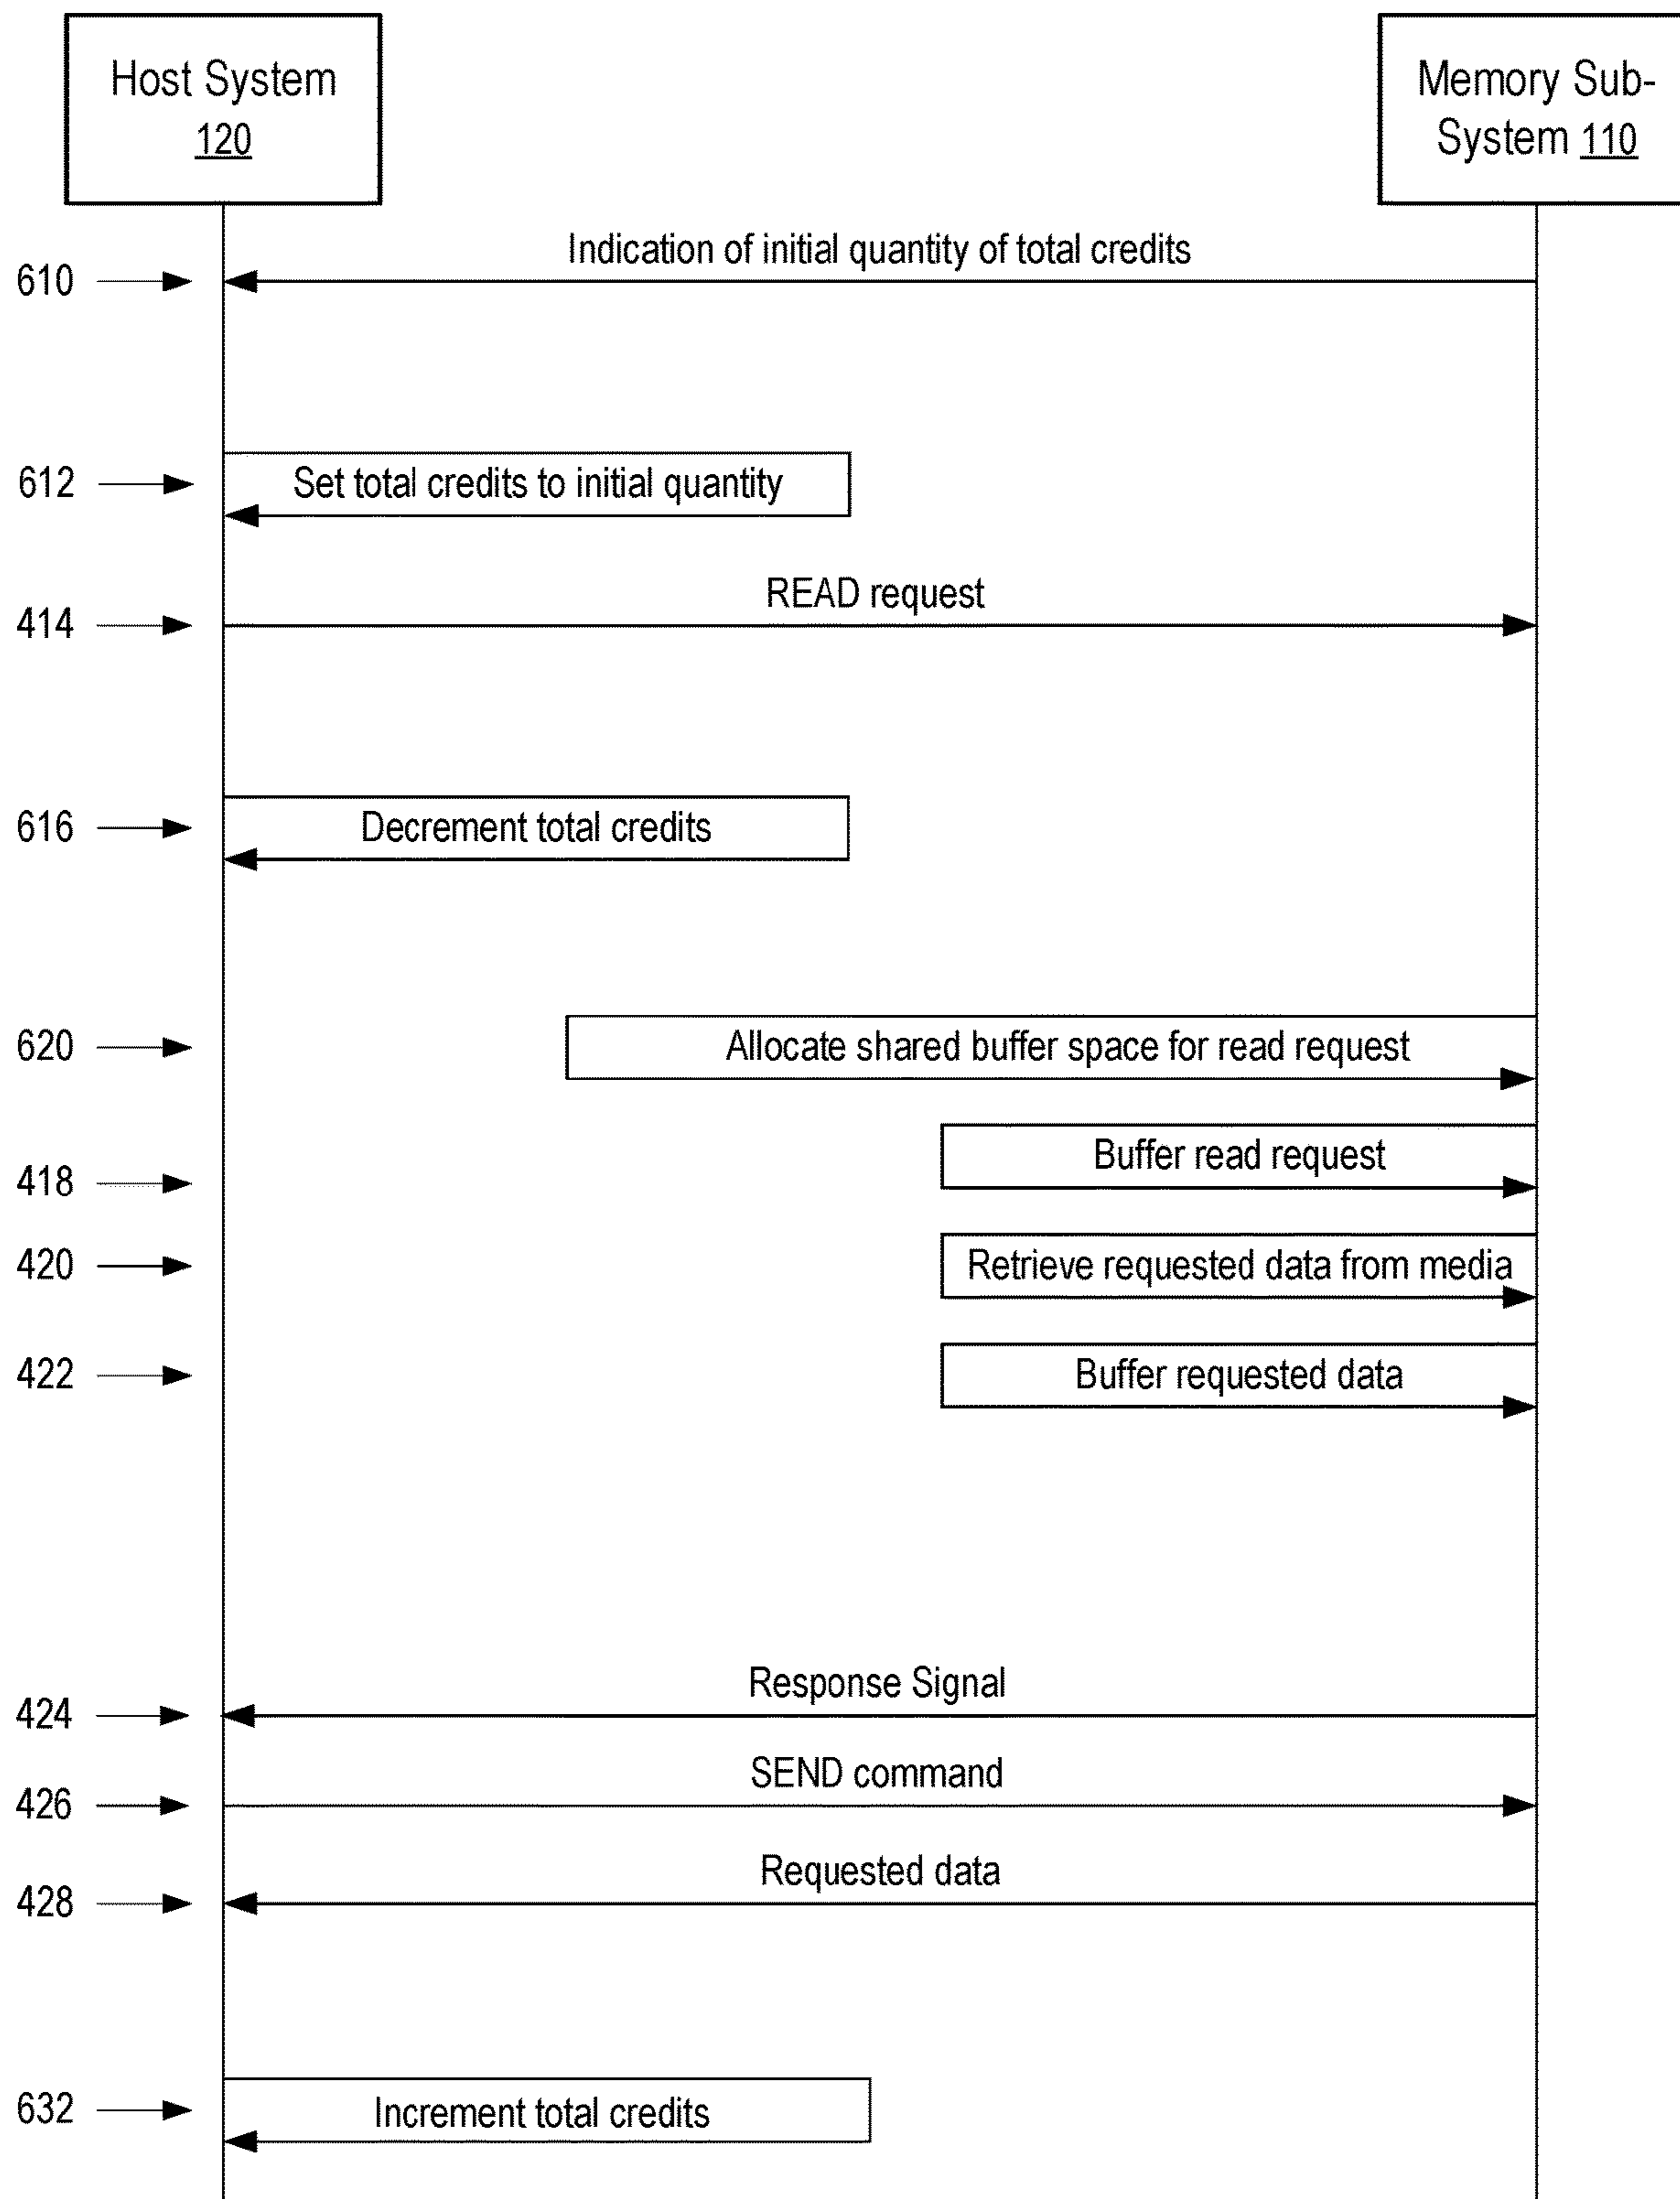 Host System
120
Memory Sub-
System 110
Indication of initial quantity of total credits
610
612
Set total credits to initial quantity
READ request
414
616
Decrement total credits
620
Allocate shared buffer space for read request
Buffer read request
418
420
Retrieve requested data from media
422
Buffer requested data
Response Signal
424
SEND command
426
Requested data
428
632
Increment total credits